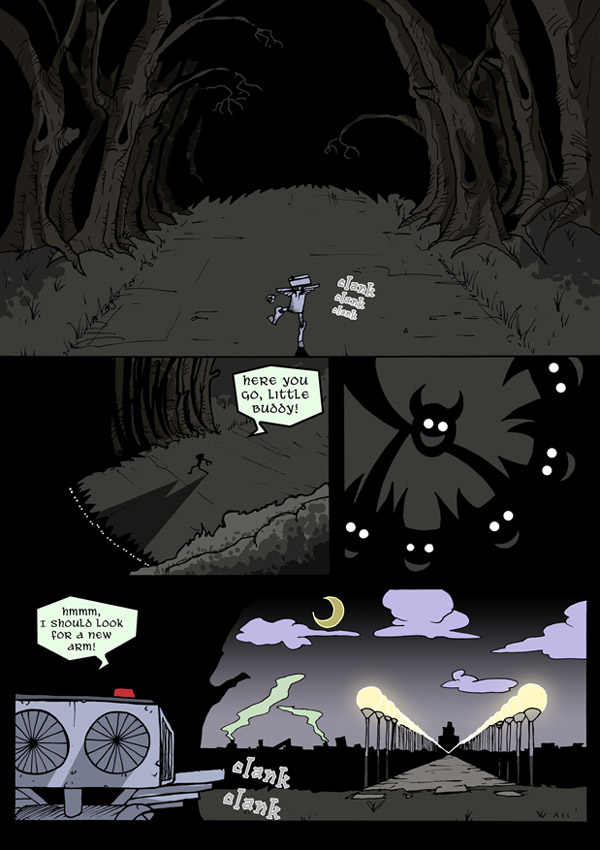 clank
clank
clank
here you
go, little
buddy!
hmmm,
I should look
for a new
arm!
clank
clank